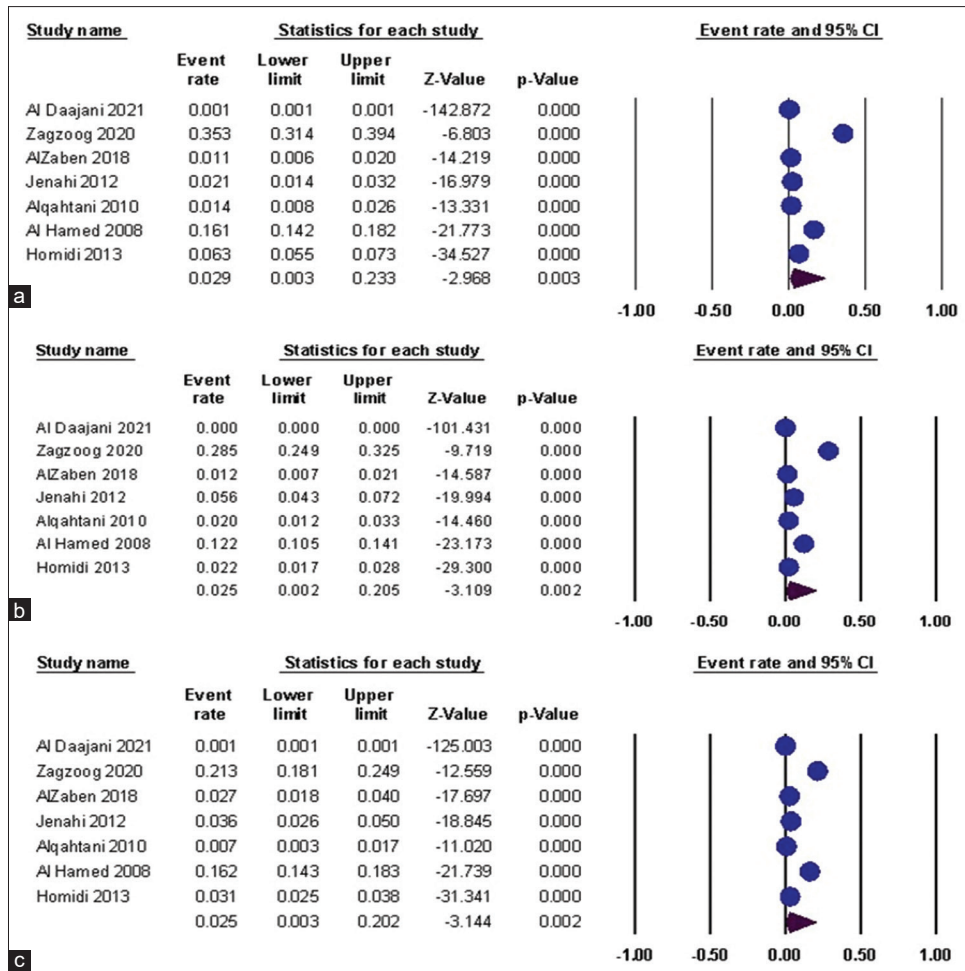 Study name Statistics for each study Event rate and 95% CI
Event rate Lower limit Upper limit Z-Value p-Value
Al Daajani 2021 0.001 0.001 0.001 -142.872 0.000
Zagzoog 2020 0.353 0.314 0.394 -6.803 0.000
AlZaben 2018 0.011 0.006 0.020 -14.219 0.000
Jenahi 2012 0.021 0.014 0.032 -16.979 0.000
Alqahtani 2010 0.014 0.008 0.026 -13.331 0.000
Al Hamed 2008 0.161 0.142 0.182 -21.773 0.000
Homidi 2013 0.063 0.055 0.073 -34.527 0.000
0.029 0.003 0.233 -2.968 0.003
a
-1.00 -0.50 0.00 0.50 1.00
Study name Statistics for each study Event rate and 95% CI
Event rate Lower limit Upper limit Z-Value p-Value
Al Daajani 2021 0.000 0.000 0.000 -101.431 0.000
Zagzoog 2020 0.285 0.249 0.325 -9.719 0.000
AlZaben 2018 0.012 0.007 0.021 -14.587 0.000
Jenahi 2012 0.056 0.043 0.072 -19.994 0.000
Alqahtani 2010 0.020 0.012 0.033 -14.460 0.000
Al Hamed 2008 0.122 0.105 0.141 -23.173 0.000
Homidi 2013 0.022 0.017 0.028 -29.300 0.000
0.025 0.002 0.205 -3.109 0.002
b
-1.00 -0.50 0.00 0.50 1.00
Study name Statistics for each study Event rate and 95% CI
Event rate Lower limit Upper limit Z-Value p-Value
Al Daajani 2021 0.001 0.001 0.001 -125.003 0.000
Zagzoog 2020 0.213 0.181 0.249 -12.559 0.000
AlZaben 2018 0.027 0.018 0.040 -17.697 0.000
Jenahi 2012 0.036 0.026 0.050 -18.845 0.000
Alqahtani 2010 0.007 0.003 0.017 -11.020 0.000
Al Hamed 2008 0.162 0.143 0.183 -21.739 0.000
Homidi 2013 0.031 0.025 0.038 -31.341 0.000
0.025 0.003 0.202 -3.144 0.002
c
-1.00 -0.50 0.00 0.50 1.00